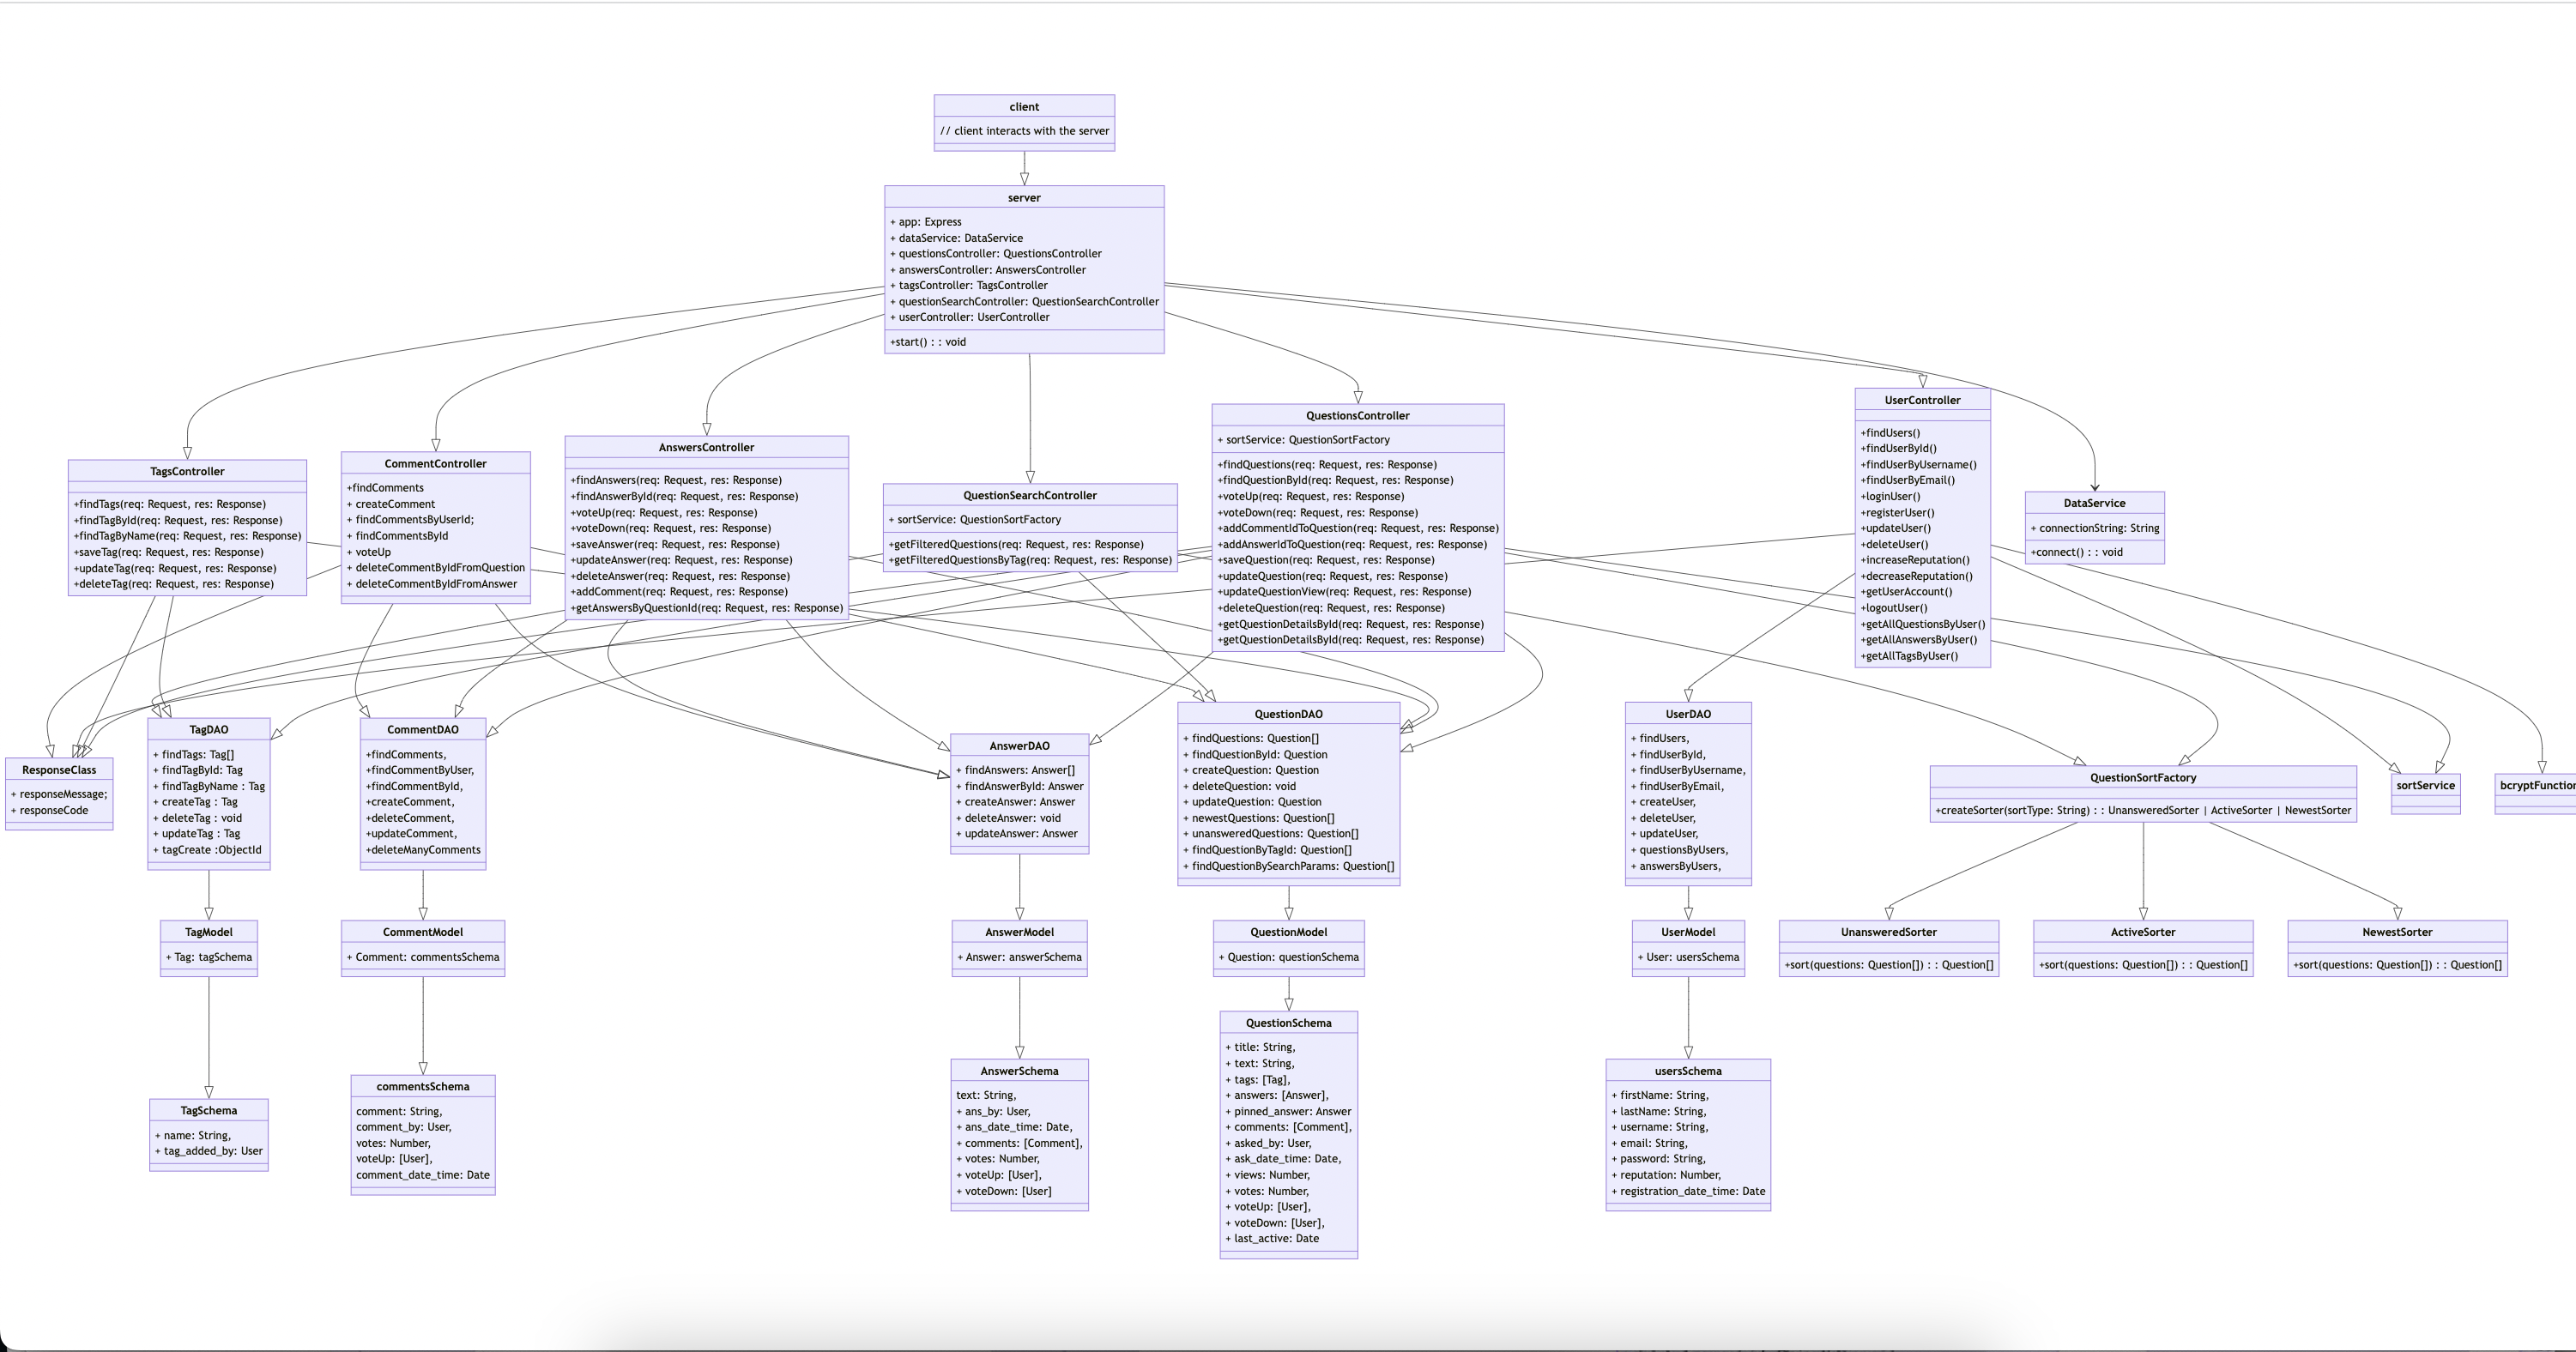 client
// client interacts with the server
server
+ app: Express
+ dataService: DataService
+ questionsController: QuestionsController
+ answersController: AnswersController
+ tagsController: TagsController
+ questionSearchController: QuestionSearchController
+ userController: UserController
+start() : : void
TagsController
+findTags(req: Request, res: Response)
+findTagById(req: Request, res: Response)
+findTagByName(req: Request, res: Response)
+saveTag(req: Request, res: Response)
+updateTag(req: Request, res: Response)
+deleteTag(req: Request, res: Response)
CommentController
+findComments
+ createComment
+ findCommentsByUserId;
+ findCommentsById
+ voteUp
+ deleteCommentByIdFromQuestion
+ deleteCommentByIdFromAnswer
AnswersController
+findAnswers(req: Request, res: Response)
+findAnswerById(req: Request, res: Response)
+voteUp(req: Request, res: Response)
+voteDown(req: Request, res: Response)
+saveAnswer(req: Request, res: Response)
+updateAnswer(req: Request, res: Response)
+deleteAnswer(req: Request, res: Response)
+addComment(req: Request, res: Response)
+getAnswersByQuestionId(req: Request, res: Response)
QuestionSearchController
+ sortService: QuestionSortFactory
+getFilteredQuestions(req: Request, res: Response)
+getFilteredQuestionsByTag(req: Request, res: Response)
QuestionsController
+ sortService: QuestionSortFactory
+findQuestions(req: Request, res: Response)
+findQuestionById(req: Request, res: Response)
+voteUp(req: Request, res: Response)
+voteDown(req: Request, res: Response)
+addCommentIdToQuestion(req: Request, res: Response)
+addAnswerIdToQuestion(req: Request, res: Response)
+saveQuestion(req: Request, res: Response)
+updateQuestion(req: Request, res: Response)
+updateQuestionView(req: Request, res: Response)
+deleteQuestion(req: Request, res: Response)
+getQuestionDetailsById(req: Request, res: Response)
+getQuestionDetailsById(req: Request, res: Response)
UserController
+findUsers()
+findUserById()
+findUserByUsername()
+findUserByEmail()
+loginUser()
+registerUser()
+updateUser()
+deleteUser()
+increaseReputation()
+decreaseReputation()
+getUserAccount()
+logoutUser()
+getAllQuestionsByUser()
+getAllAnswersByUser()
+getAllTagsByUser()
DataService
+ connectionString: String
+connect() : : void
ResponseClass
+ responseMessage;
+ responseCode
TagDAO
+ findTags: Tag[]
+ findTagById: Tag
+ findTagByName : Tag
+ createTag : Tag
+ deleteTag : void
+ updateTag : Tag
+ tagCreate :ObjectId
CommentDAO
+findComments,
+findCommentByUser,
+findCommentById,
+createComment,
+deleteComment,
+updateComment,
+deleteManyComments
AnswerDAO
+ findAnswers: Answer[]
+ findAnswerById: Answer
+ createAnswer: Answer
+ deleteAnswer: void
+ updateAnswer: Answer
QuestionDAO
+ findQuestions: Question[]
+ findQuestionById: Question
+ createQuestion: Question
+ deleteQuestion: void
+ updateQuestion: Question
+ newestQuestions: Question[]
+ unansweredQuestions: Question[]
+ findQuestionByTagId: Question[]
+ findQuestionBySearchParams: Question[]
UserDAO
+ findUsers,
+ findUserById,
+ findUserByUsername,
+ findUserByEmail,
+ createUser,
+ deleteUser,
+ updateUser,
+ questionsByUsers,
+ answersByUsers,
QuestionSortFactory
+createSorter(sortType: String) : : UnansweredSorter | ActiveSorter | NewestSorter
sortService
bcryptFunction
TagModel
+ Tag: tagSchema
CommentModel
+ Comment: commentsSchema
AnswerModel
+ Answer: answerSchema
QuestionModel
+ Question: questionSchema
UserModel
+ User: usersSchema
UnansweredSorter
+sort(questions: Question[]) : : Question[]
ActiveSorter
+sort(questions: Question[]) : : Question[]
NewestSorter
+sort(questions: Question[]) : : Question[]
TagSchema
+ name: String,
+ tag_added_by: User
commentsSchema
comment: String,
comment_by: User,
votes: Number,
voteUp: [User],
comment_date_time: Date
AnswerSchema
text: String,
+ ans_by: User,
+ ans_date_time: Date,
+ comments: [Comment],
+ votes: Number,
+ voteUp: [User],
+ voteDown: [User]
QuestionSchema
+ title: String,
+ text: String,
+ tags: [Tag],
+ answers: [Answer],
+ pinned_answer: Answer
+ comments: [Comment],
+ asked_by: User,
+ ask_date_time: Date,
+ views: Number,
+ votes: Number,
+ voteUp: [User],
+ voteDown: [User],
+ last_active: Date
usersSchema
+ firstName: String,
+ lastName: String,
+ username: String,
+ email: String,
+ password: String,
+ reputation: Number,
+ registration_date_time: Date